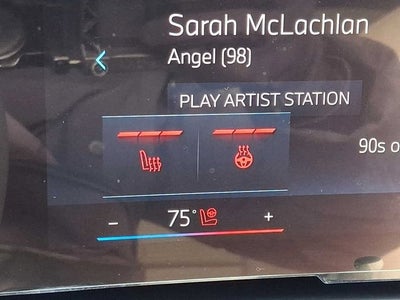 Sarah McLachlan
Angel (98)
PLAY ARTIST STATION
90s o
− 75° +